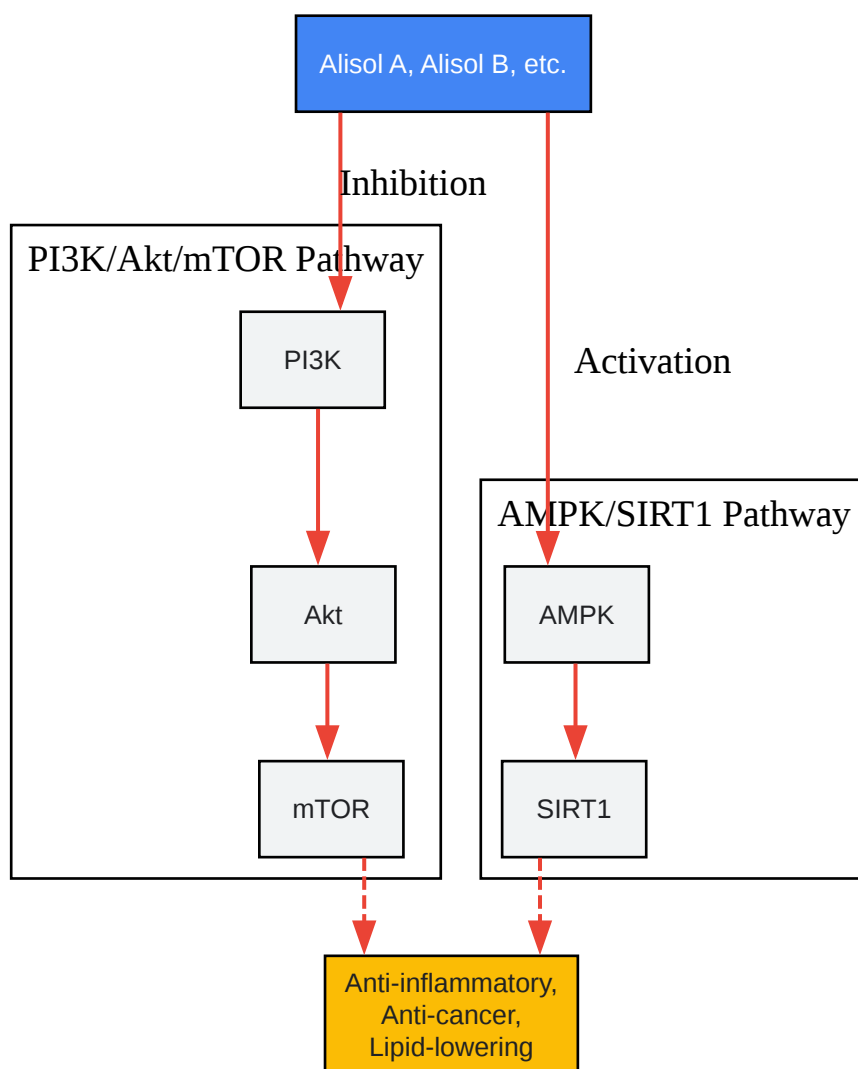 Alisol A, Alisol B, etc.
Inhibition
PI3K/Akt/mTOR Pathway
PI3K
Activation
AMPK/SIRT1 Pathway
Akt
AMPK
mTOR
SIRT1
Anti-inflammatory,
Anti-cancer,
Lipid-lowering